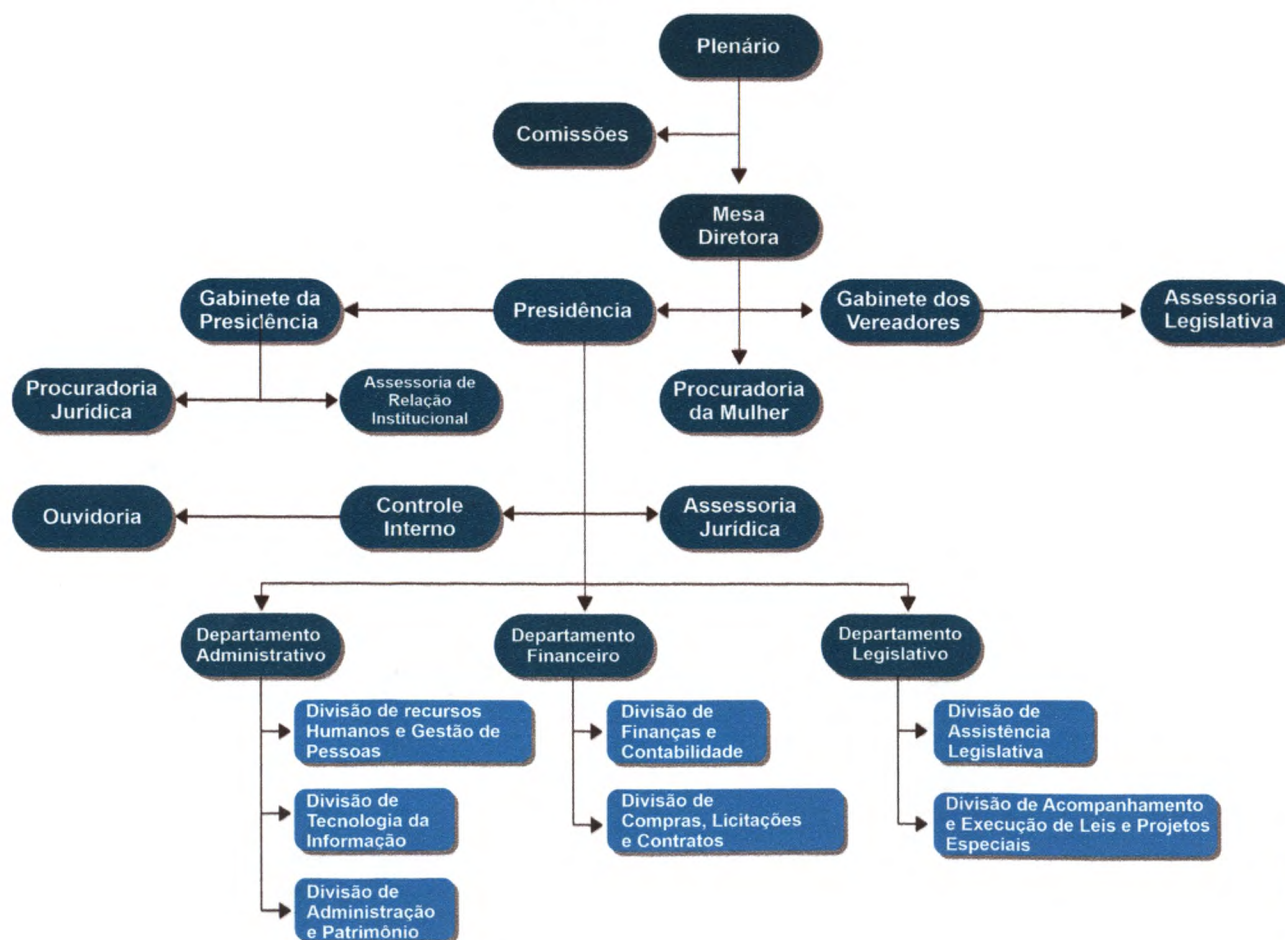 Plenário
Comissões
Mesa
Diretora
Gabinete da
Presidência
Presidência
Gabinete dos
Vereadores
Assessoria
Legislativa
Procuradoria
Jurídica
Assessoria de
Relação
Institucional
Procuradoria
da Mulher
Ouvidoria
Controle
Interno
Assessoria
Jurídica
Departamento
Administrativo
Departamento
Financeiro
Departamento
Legislativo
Divisão de recursos
Humanos e Gestão de
Pessoas
Divisão de
Finanças e
Contabilidade
Divisão de
Assistência
Legislativa
Divisão de
Tecnologia da
Informação
Divisão de
Compras, Licitações
e Contratos
Divisão de Acompanhamento
e Execução de Leis e Projetos
Especiais
Divisão de
Administração
e Patrimônio